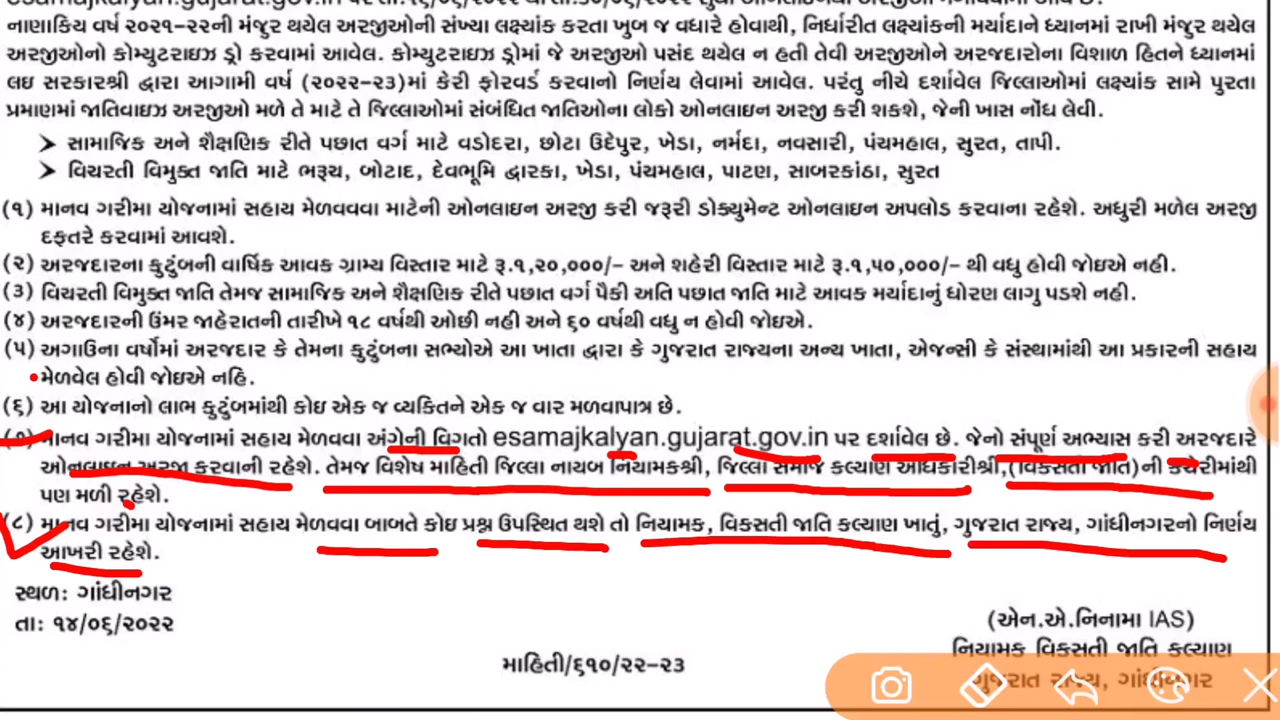 esamajkalyan.gujarat.gov.in પર તા.
નાણાકિય વર્ષ ૨૦૨૧-૨૨ની મંજુર થયેલ અરજીઓની સંખ્યા લક્ષ્યાંક કરતા ખુબ જ વધારે હોવાથી, નિર્ધારીત લક્ષ્યાંકની મર્યાદાને ધ્યાનમાં રાખી મંજુર થયેલ
અરજીઓનો કોમ્યુટરાઇઝ ડ્રો કરવામાં આવેલ. કોમ્યુટરાઇઝ ડ્રોમાં જે અરજીઓ પસંદ થયેલ ન હતી તેવી અરજીઓને અરજદારોના વિશાળ હિતને ધ્યાનમાં
લઇ સરકારશ્રી દ્વારા આગામી વર્ષ (૨૦૨૨-૨૩)માં કેરી ફોરવર્ડ કરવાનો નિર્ણય લેવામાં આવેલ. પરંતુ નીચે દર્શાવેલ જિલ્લાઓમાં લક્ષ્યાંક સામે પુરતા
પ્રમાણમાં જાતિવાઇઝ અરજીઓ મળે તે માટે તે જિલ્લાઓમાં સંબંધિત જાતિઓના લોકો ઓનલાઇન અરજી કરી શકશે, જેની ખાસ નોંધ લેવી.
➤ સામાજિક અને શૈક્ષણિક રીતે પછાત વર્ગ માટે વડોદરા, છોટા ઉદેપુર, ખેડા, નર્મદા, નવસારી, પંચમહાલ, સુરત, તાપી.
➤ વિચરતી વિમુક્ત જાતિ માટે ભરૂચ, બોટાદ, દેવભૂમિ દ્વારકા, ખેડા, પંચમહાલ, પાટણ, સાબરકાંઠા, સુરત
(૧) માનવ ગરીમા યોજનામાં સહાય મેળવવવા માટેની ઓનલાઇન અરજી કરી જરૂરી ડોક્યુમેન્ટ ઓનલાઇન અપલોડ કરવાના રહેશે. અધુરી મળેલ અરજી
દફતરે કરવામાં આવશે.
(૨) અરજદારના કુટુંબની વાર્ષિક આવક ગ્રામ્ય વિસ્તાર માટે રૂ.૧,૨૦,૦૦૦/- અને શહેરી વિસ્તાર માટે રૂ.૧,૫૦,૦૦૦/- થી વધુ હોવી જોઇએ નહી.
(૩) વિચરતી વિમુક્ત જાતિ તેમજ સામાજિક અને શૈક્ષણિક રીતે પછાત વર્ગ પૈકી અતિ પછાત જાતિ માટે આવક મર્યાદાનું ધોરણ લાગુ પડશે નહી.
(૪) અરજદારની ઉંમર જાહેરાતની તારીખે ૧૮ વર્ષથી ઓછી નહી અને ૬૦ વર્ષથી વધુ ન હોવી જોઇએ.
(૫) અગાઉના વર્ષોમાં અરજદાર કે તેમના કુટુંબના સભ્યોએ આ ખાતા દ્વારા કે ગુજરાત રાજ્યના અન્ય ખાતા, એજન્સી કે સંસ્થામાંથી આ પ્રકારની સહાય
મેળવેલ હોવી જોઇએ નહિ.
(૬) આ યોજનાનો લાભ કુટુંબમાંથી કોઇ એક જ વ્યક્તિને એક જ વાર મળવાપાત્ર છે.
(૭) માનવ ગરીમા યોજનામાં સહાય મેળવવા અંગેની વિગતો esamajkalyan.gujarat.gov.in પર દર્શાવેલ છે. જેનો સંપૂર્ણ અભ્યાસ કરી અરજદારે
ઓનલાઇન અરજી કરવાની રહેશે. તેમજ વિશેષ માહિતી જિલ્લા નાયબ નિયામકશ્રી, જિલ્લા સમાજ કલ્યાણ અધિકારીશ્રી,(વિકસતી જાતિ)ની કચેરીમાંથી
પણ મળી રહેશે.
(૮) માનવ ગરીમા યોજનામાં સહાય મેળવવા બાબતે કોઇ પ્રશ્ન ઉપસ્થિત થશે તો નિયામક, વિકસતી જાતિ કલ્યાણ ખાતું, ગુજરાત રાજ્ય, ગાંધીનગરનો નિર્ણય
આખરી રહેશે.
સ્થળ: ગાંધીનગર
તા: ૧૪/૦૬/૨૦૨૨
(એન.એ.નિનામા IAS)
નિયામક વિકસતી જાતિ કલ્યાણ
ગુજરાત રાજ્ય, ગાંધીનગર
માહિતી/૬૧૦/૨૨-૨૩